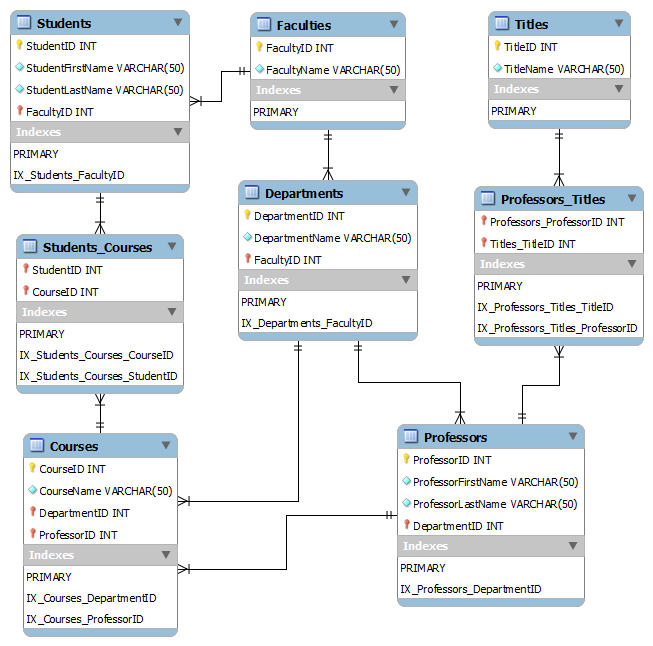 Students
StudentID INT
StudentFirstName VARCHAR(50)
StudentLastName VARCHAR(50)
FacultyID INT
Indexes
PRIMARY
IX_Students_FacultyID
Faculties
FacultyID INT
FacultyName VARCHAR(50)
Indexes
PRIMARY
Titles
TitleID INT
TitleName VARCHAR(50)
Indexes
PRIMARY
Departments
DepartmentID INT
DepartmentName VARCHAR(50)
FacultyID INT
Indexes
PRIMARY
IX_Departments_FacultyID
Professors_Titles
Professors_ProfessorID INT
Titles_TitleID INT
Indexes
PRIMARY
IX_Professors_Titles_TitleID
IX_Professors_Titles_ProfessorID
Students_Courses
StudentID INT
CourseID INT
Indexes
PRIMARY
IX_Students_Courses_CourseID
IX_Students_Courses_StudentID
Courses
CourseID INT
CourseName VARCHAR(50)
DepartmentID INT
ProfessorID INT
Indexes
PRIMARY
IX_Courses_DepartmentID
IX_Courses_ProfessorID
Professors
ProfessorID INT
ProfessorFirstName VARCHAR(50)
ProfessorLastName VARCHAR(50)
DepartmentID INT
Indexes
PRIMARY
IX_Professors_DepartmentID